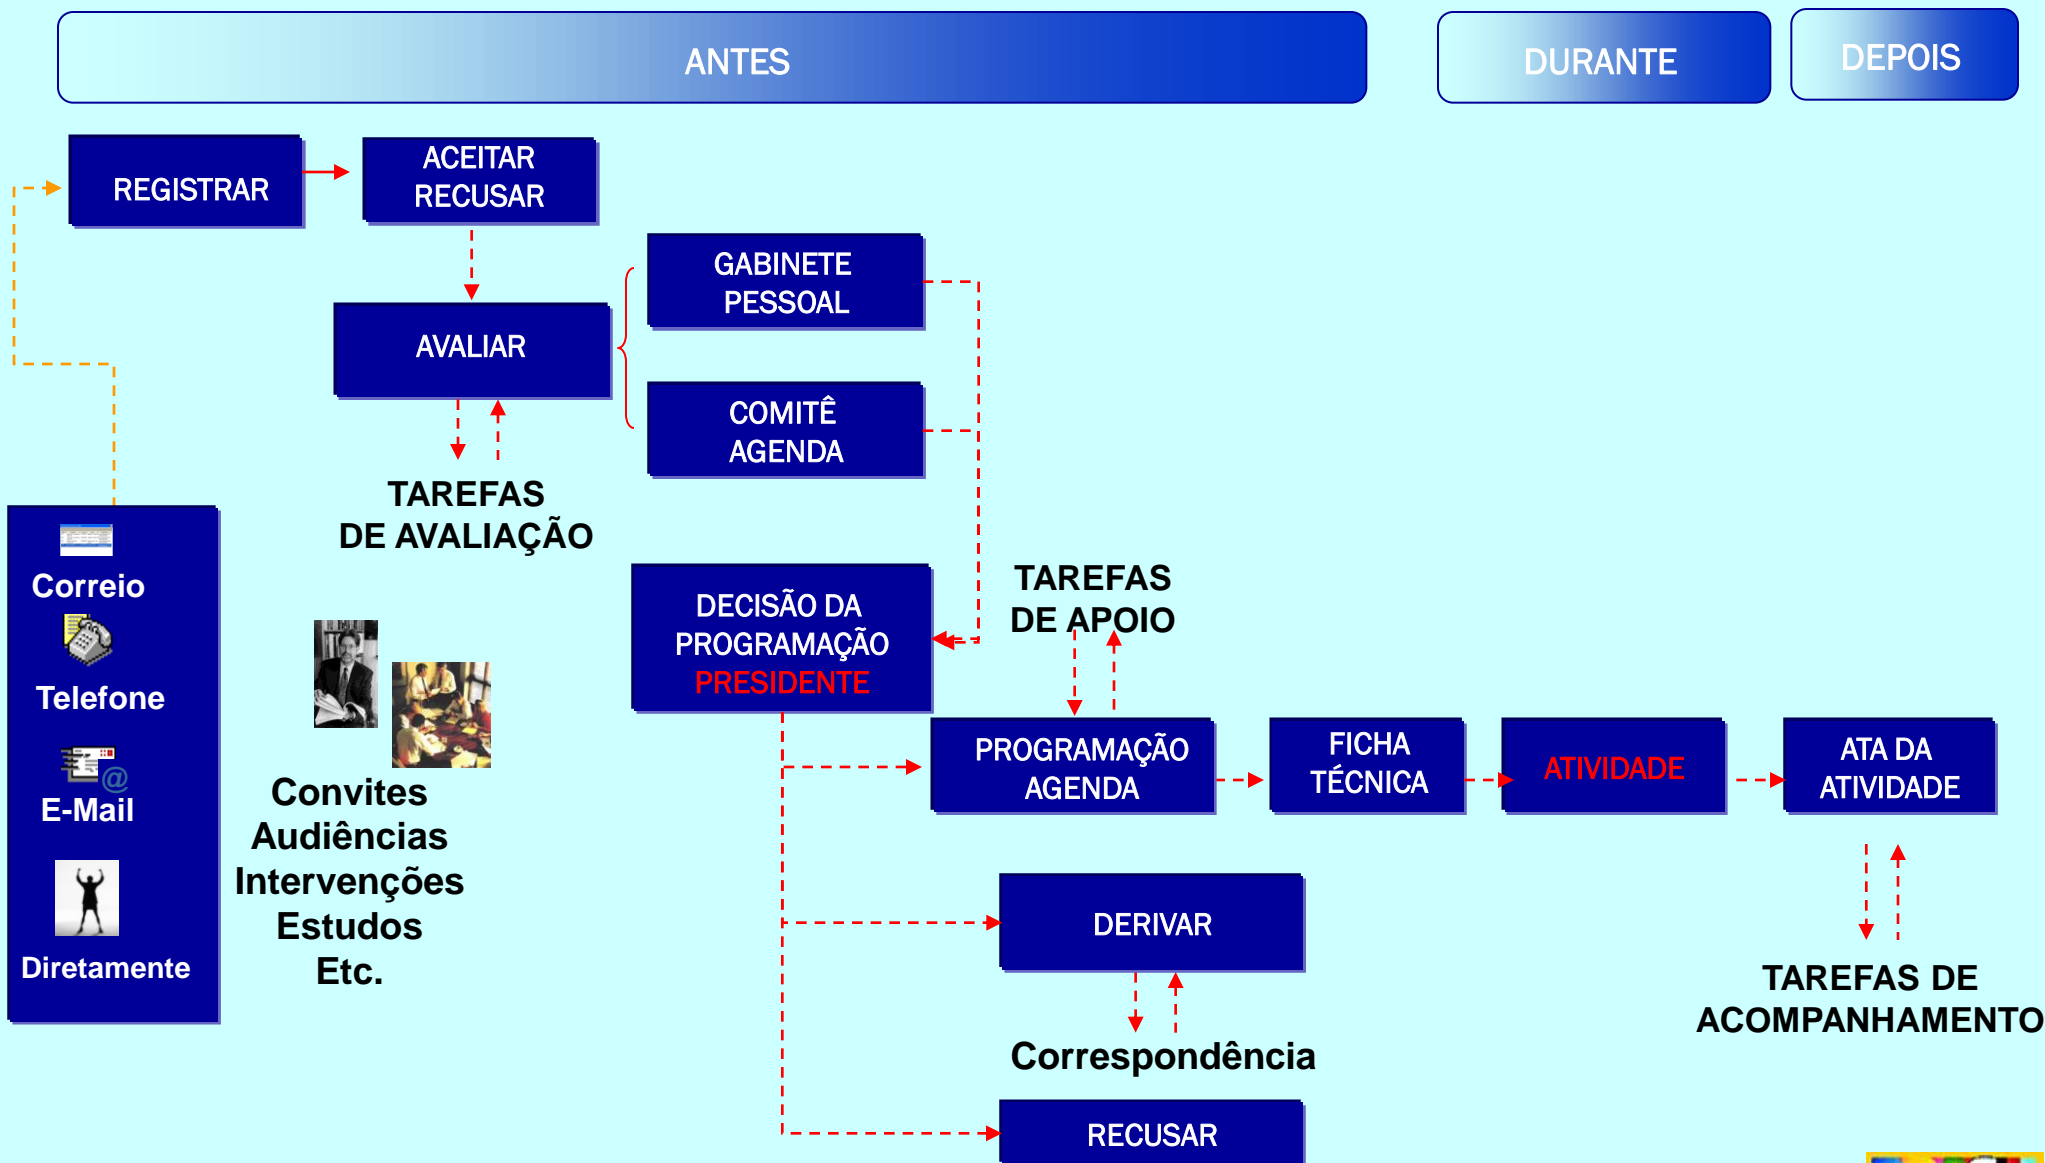 ANTES
DURANTE
DEPOIS
REGISTRAR
ACEITAR
RECUSAR
GABINETE
PESSOAL
AVALIAR
COMITÊ
AGENDA
TAREFAS
DE AVALIAÇÃO
Correio
Telefone
E-Mail
@
Diretamente
Convites
Audiências
Intervenções
Estudos
Etc.
DECISÃO DA
PROGRAMAÇÃO
PRESIDENTE
TAREFAS
DE APOIO
PROGRAMAÇÃO
AGENDA
FICHA
TÉCNICA
ATIVIDADE
ATA DA
ATIVIDADE
DERIVAR
Correspondência
RECUSAR
TAREFAS DE
ACOMPANHAMENTO